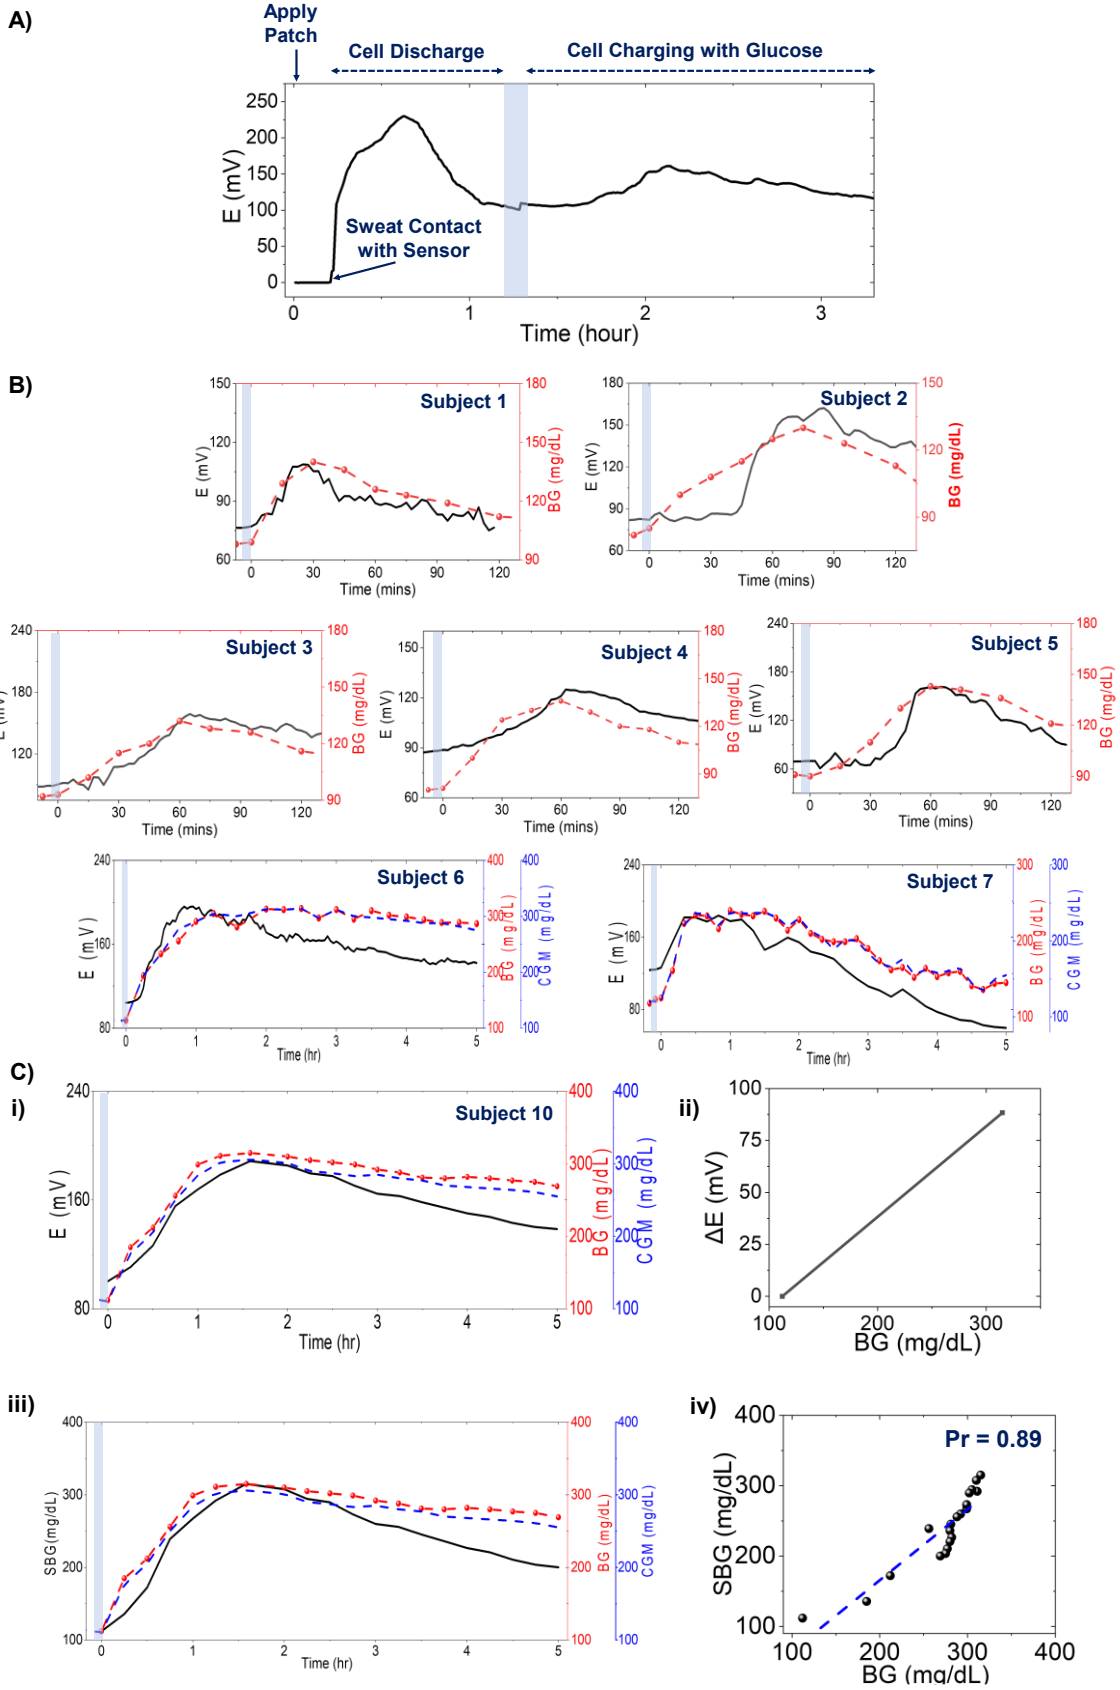 A)
Apply
Patch
Cell Discharge
Cell Charging with Glucose
250
200
150
100
50
0
E (mV)
Sweat Contact
with Sensor
0 1 2 3
Time (hour)
B)
150
120
90
60
E (mV)
Subject 1
180
150
120
90
BG (mg/dL)
0 30 60 90 120
Time (mins)
180
150
120
90
60
E (mV)
Subject 2
150
120
90
BG (mg/dL)
0 30 60 90 120
Time (mins)
240
180
120
E (mV)
Subject 3
180
150
120
90
BG (mg/dL)
0 30 60 90 120
Time (mins)
150
120
90
60
E (mV)
Subject 4
180
150
120
90
BG (mg/dL)
0 30 60 90 120
Time (mins)
240
180
120
60
E (mV)
Subject 5
180
150
120
90
BG (mg/dL)
0 30 60 90 120
Time (mins)
240
160
80
E (mV)
Subject 6
400
300
200
100
BG (mg/dL)
400
300
200
100
CGM (mg/dL)
0 1 2 3 4 5
Time (hr)
240
160
80
E (mV)
Subject 7
300
200
100
BG (mg/dL)
300
200
100
CGM (mg/dL)
0 1 2 3 4 5
Time (hr)
C)
i)
240
160
80
E (mV)
Subject 10
400
300
200
100
BG (mg/dL)
400
300
200
100
CGM (mg/dL)
0 1 2 3 4 5
Time (hr)
ii)
100
75
50
25
0
ΔE (mV)
100 200 300
BG (mg/dL)
iii)
400
300
200
100
SBG(mg/dL)
400
300
200
100
BG (mg/dL)
400
300
200
100
CGM (mg/dL)
0 1 2 3 4 5
Time (hr)
iv)
400
300
200
100
SBG (mg/dL)
Pr = 0.89
100 200 300 400
BG (mg/dL)